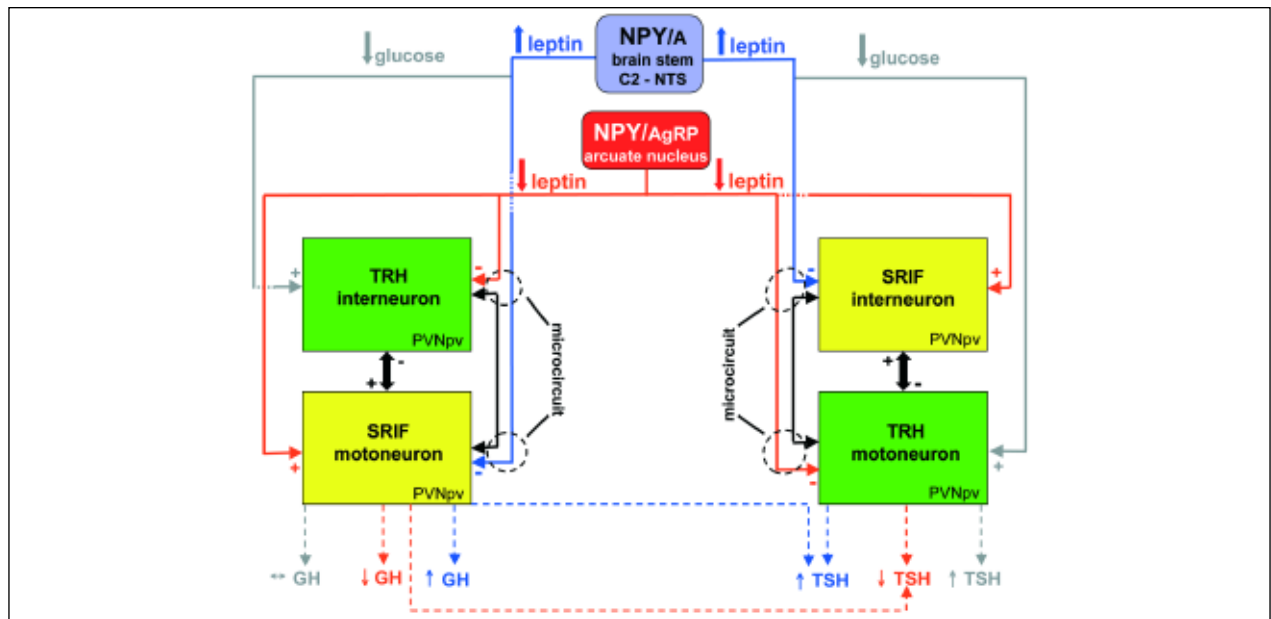 NPY/A
brain stem
C2 - NTS
↓glucose
↑leptin
↑leptin
↓glucose
NPY/AgRP
arcuate nucleus
↓leptin
↓leptin
+
TRH
interneuron
PVNpv
-
microcircuit
microcircuit
-
SRIF
interneuron
PVNpv
+
-
+
+
-
+
SRIF
motoneuron
PVNpv
-
-
TRH
motoneuron
PVNpv
+
↔ GH
↓ GH
↑ GH
↑ TSH
↓ TSH
↑ TSH